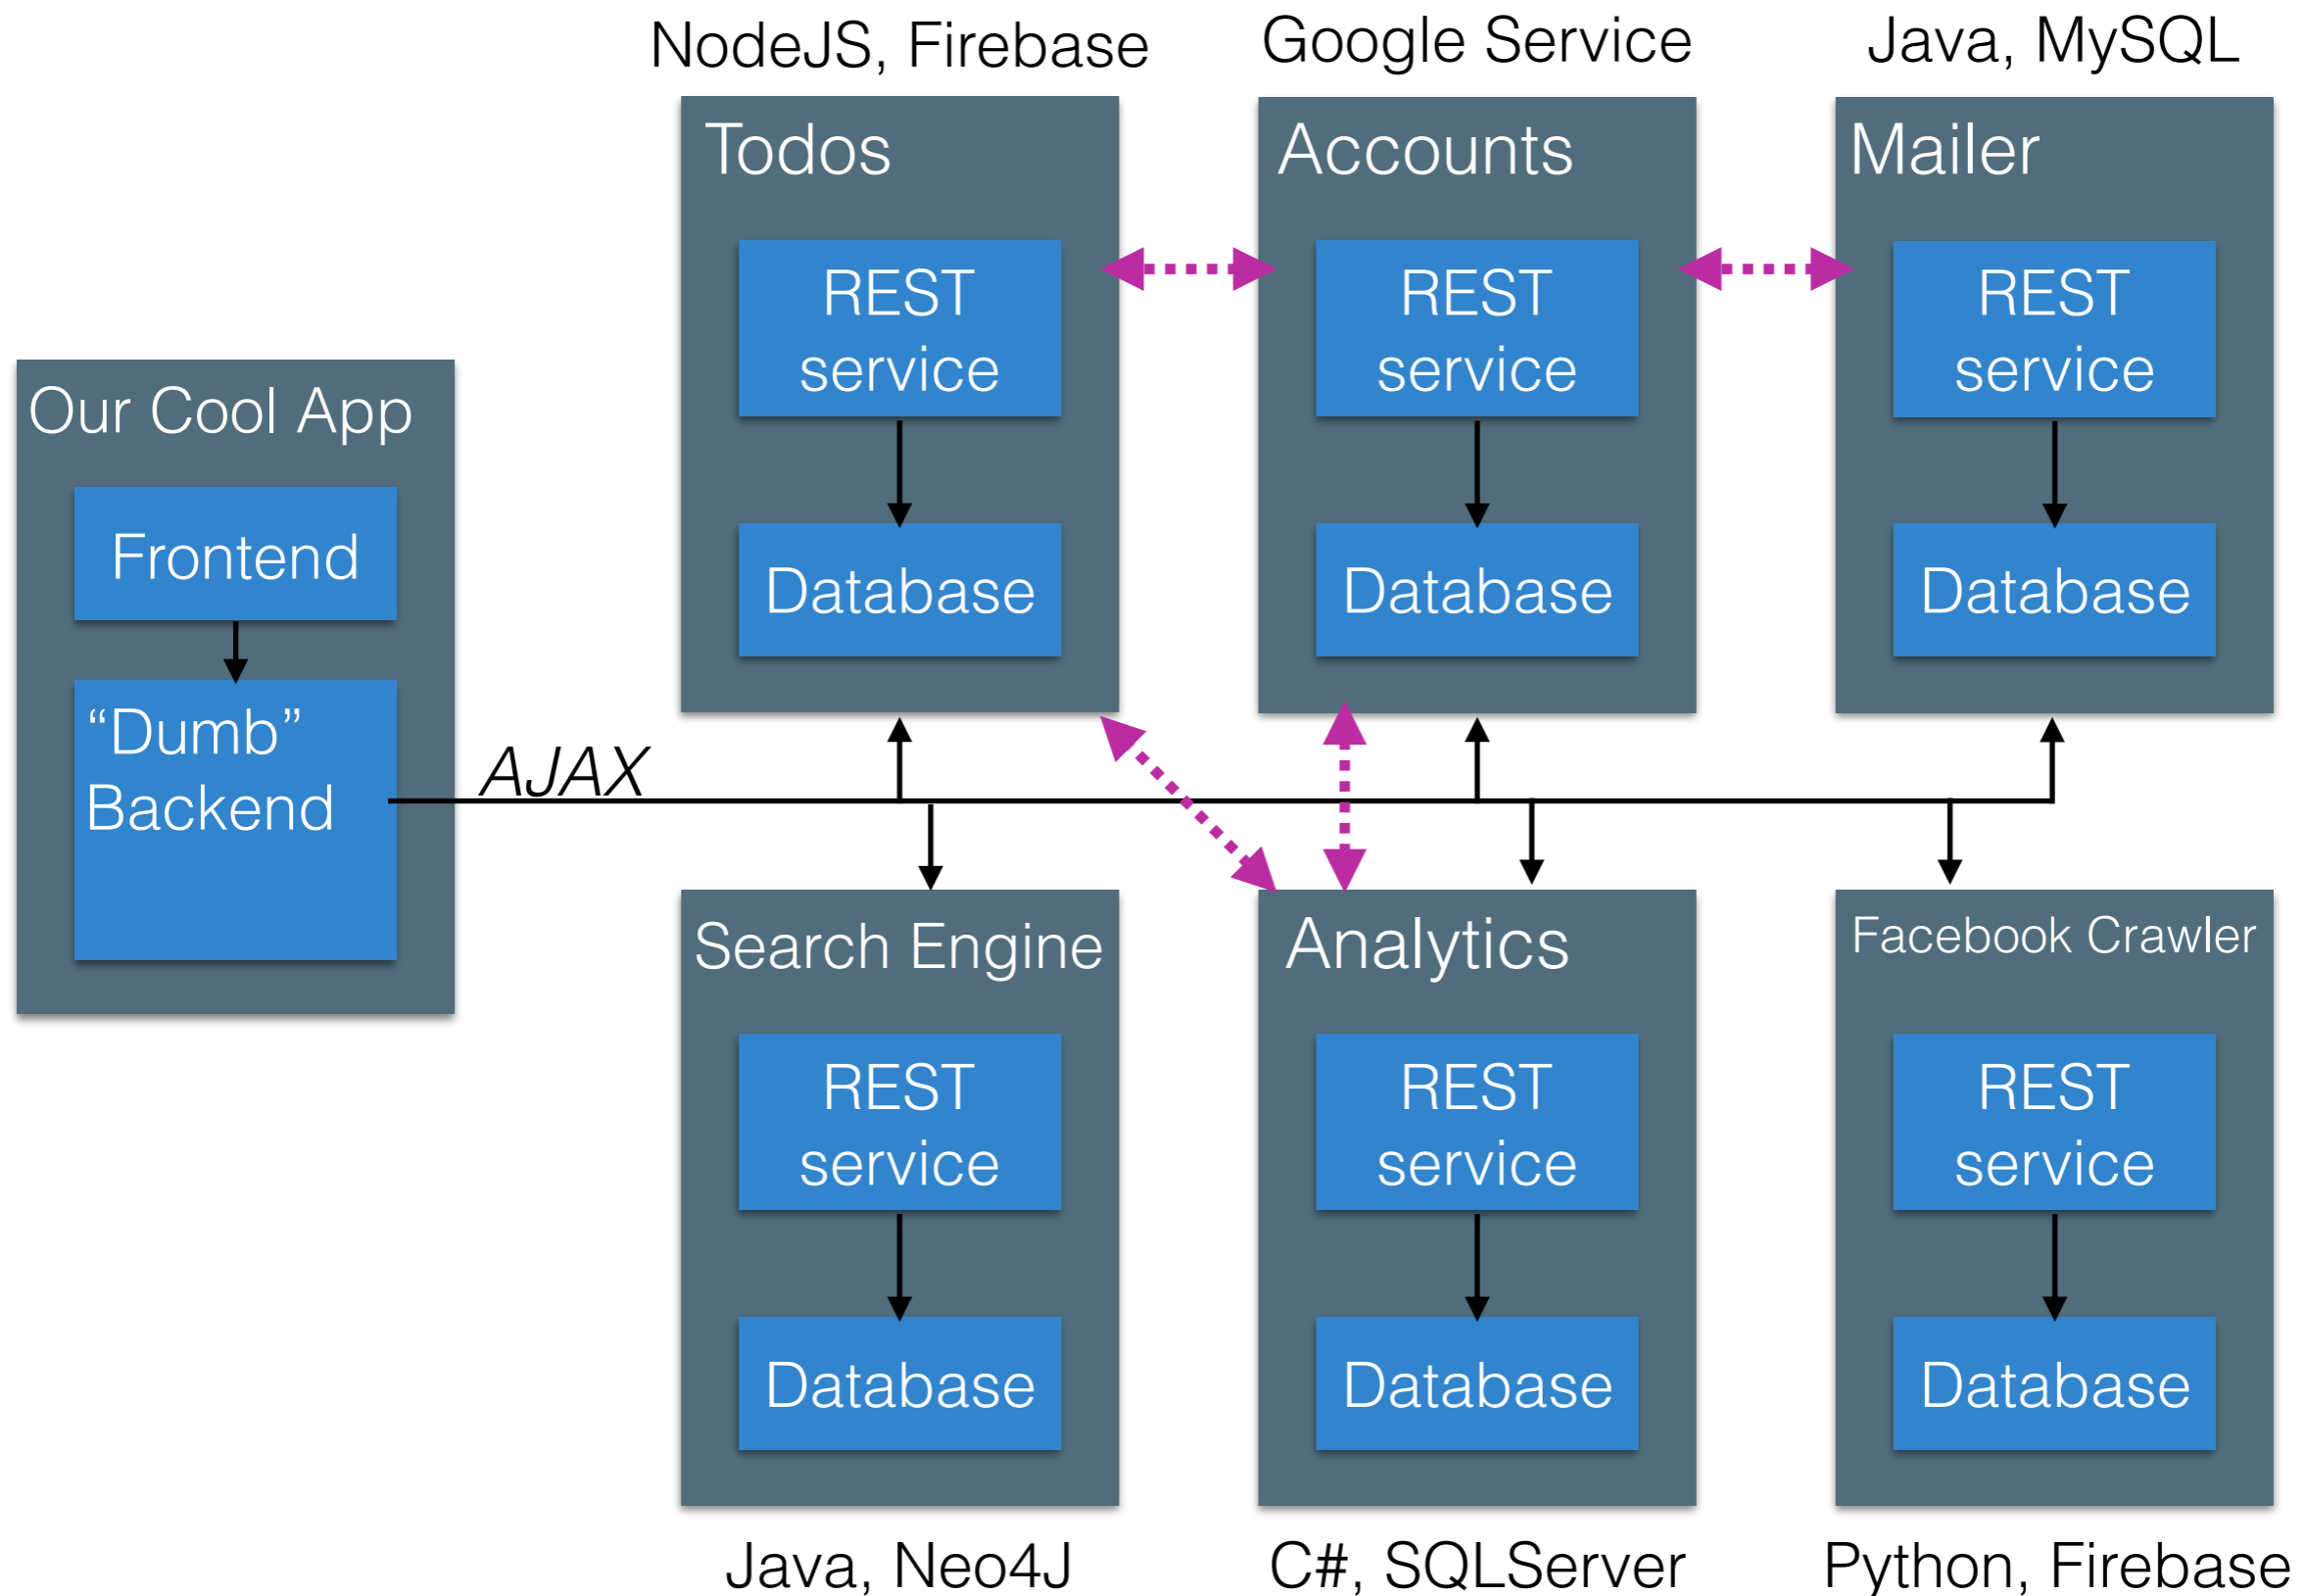 NodeJS, Firebase
Google Service
Java, MySQL
Todos
REST
service
Database
Accounts
REST
service
Database
Mailer
REST
service
Database
Our Cool App
Frontend
“Dumb”
Backend
AJAX
Search Engine
REST
service
Database
Analytics
REST
service
Database
Facebook Crawler
REST
service
Database
Java, Neo4J
C#, SQLServer
Python, Firebase